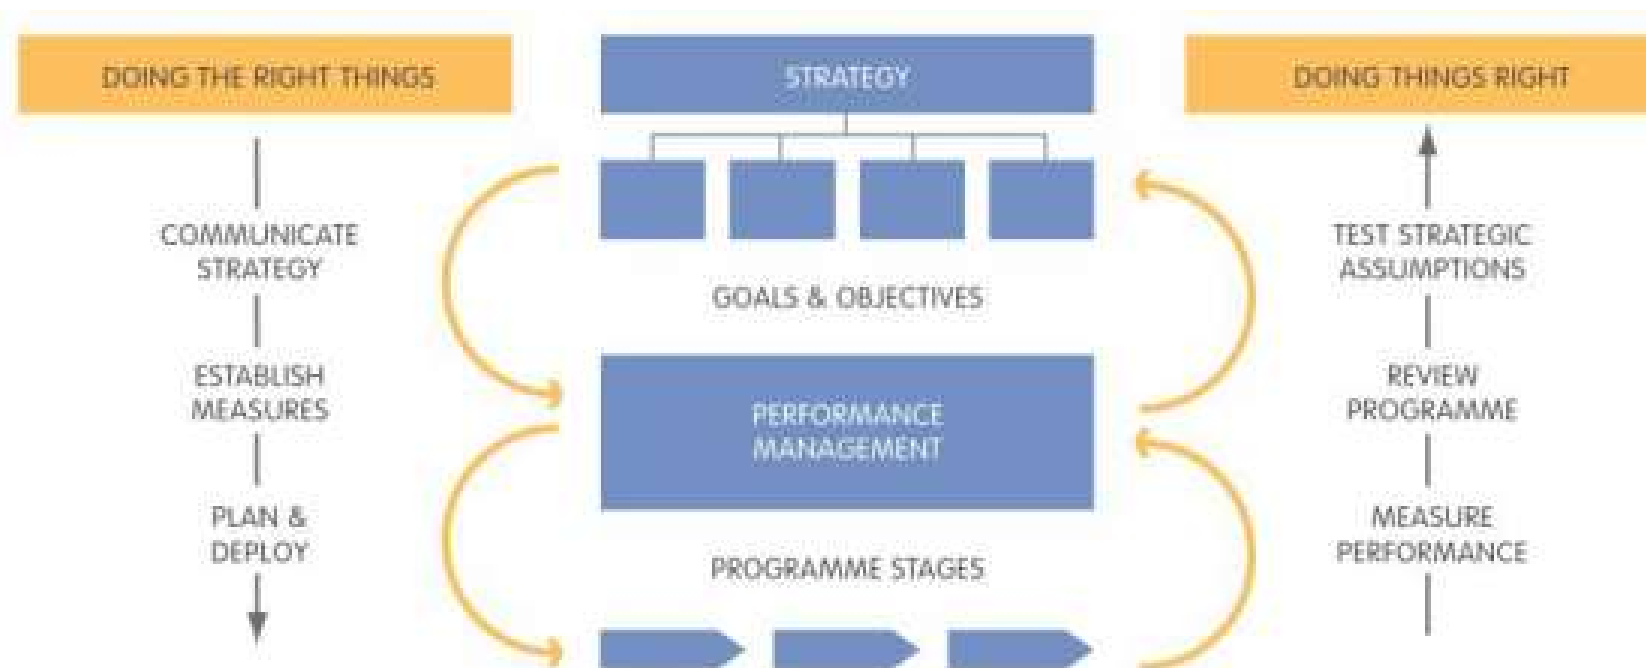 DOING THE RIGHT THINGS
COMMUNICATE
STRATEGY
ESTABLISH
MEASURES
PLAN &
DEPLOY
STRATEGY
GOALS & OBJECTIVES
PERFORMANCE
MANAGEMENT
PROGRAMME STAGES
DOING THINGS RIGHT
TEST STRATEGIC
ASSUMPTIONS
REVIEW
PROGRAMME
MEASURE
PERFORMANCE